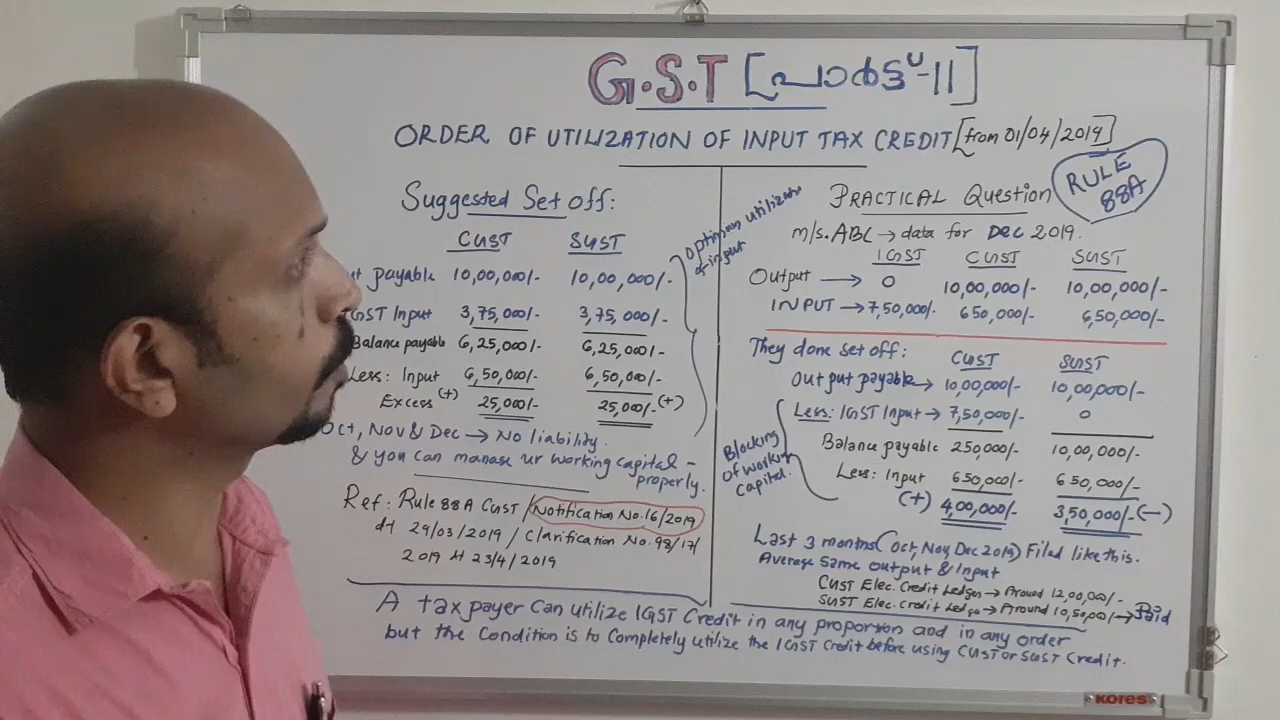 G.S.T [പാർട്ട്-11]
ORDER OF UTILIZATION OF INPUT TAX CREDIT [from 01/04/2019]
RULE 88A
Suggested Set off:
CGST SGST
ut payable 10,00,000/- 10,00,000/-
GST Input 3,75,000/- 3,75,000/-
Balance payable 6,25,000/- 6,25,000/-
Less: Input 6,50,000/- 6,50,000/-
Excess (+) 25,000/- 25,000/- (+)
Optimum utilization
of input
Oct, Nov & Dec → No liability.
& you can manage ur working capital -
properly.
Ref: Rule 88A CGST / Notification No. 16/2019
dt 29/03/2019 / Clarification No. 98/17/
2019 dt 23/4/2019
PRACTICAL Question
m/s. ABC → data for DEC 2019.
IGST CGST SGST
Output → 0 10,00,000/- 10,00,000/-
INPUT → 7,50,000/- 650,000/- 6,50,000/-
They done set off: CGST SGST
Output payable → 10,00,000/- 10,00,000/-
Less: IGST Input → 7,50,000/- 0
Balance payable 250,000/- 10,00,000/-
Less: Input 650,000/- 650,000/-
(+) 4,00,000/- 3,50,000/- (-)
Blocking
of working
capital.
Last 3 months (Oct, Nov, Dec 2019) Filed like this.
Average same output & Input
CGST Elec. Credit Ledger → Around 12,00,000/-
SGST Elec. Credit Ledger → Around 10,50,000/- → Paid
A tax payer can utilize IGST Credit in any proportion and in any order
but the Condition is to completely utilize the IGST Credit before using CGST or SGST Credit.
KORES